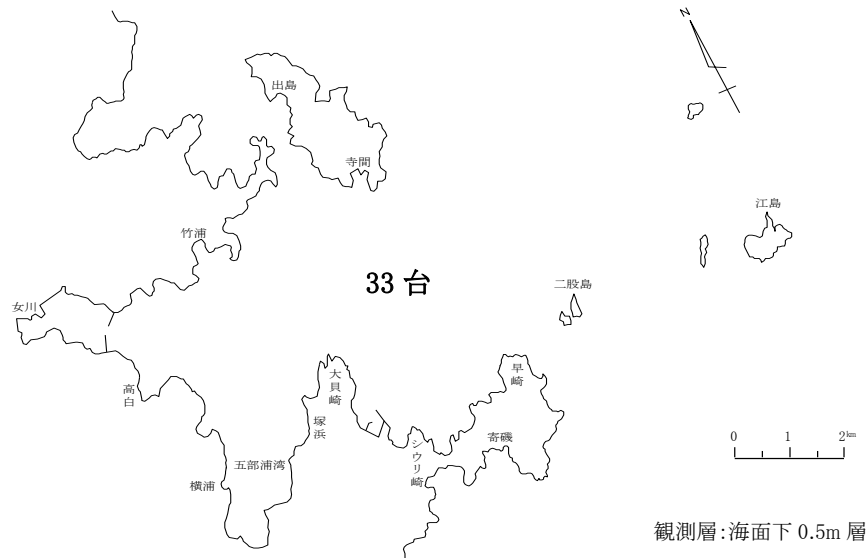 N
出島
寺間
江島
竹浦
33 台
二股島
女川
高白
大貝崎
早崎
塚浜
寄磯
シウリ崎
五部浦湾
横浦
0 1 2km
観測層:海面下 0.5m 層